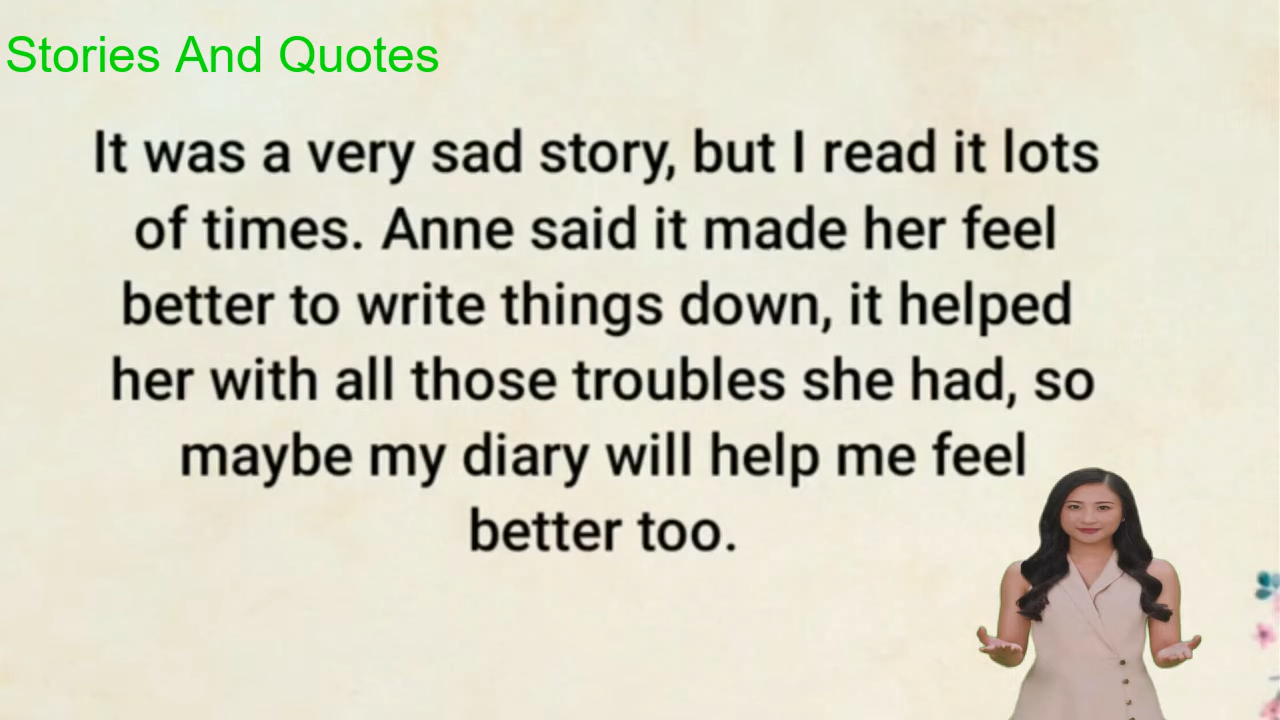 Stories And Quotes
It was a very sad story, but I read it lots
of times. Anne said it made her feel
better to write things down, it helped
her with all those troubles she had, so
maybe my diary will help me feel
better too.